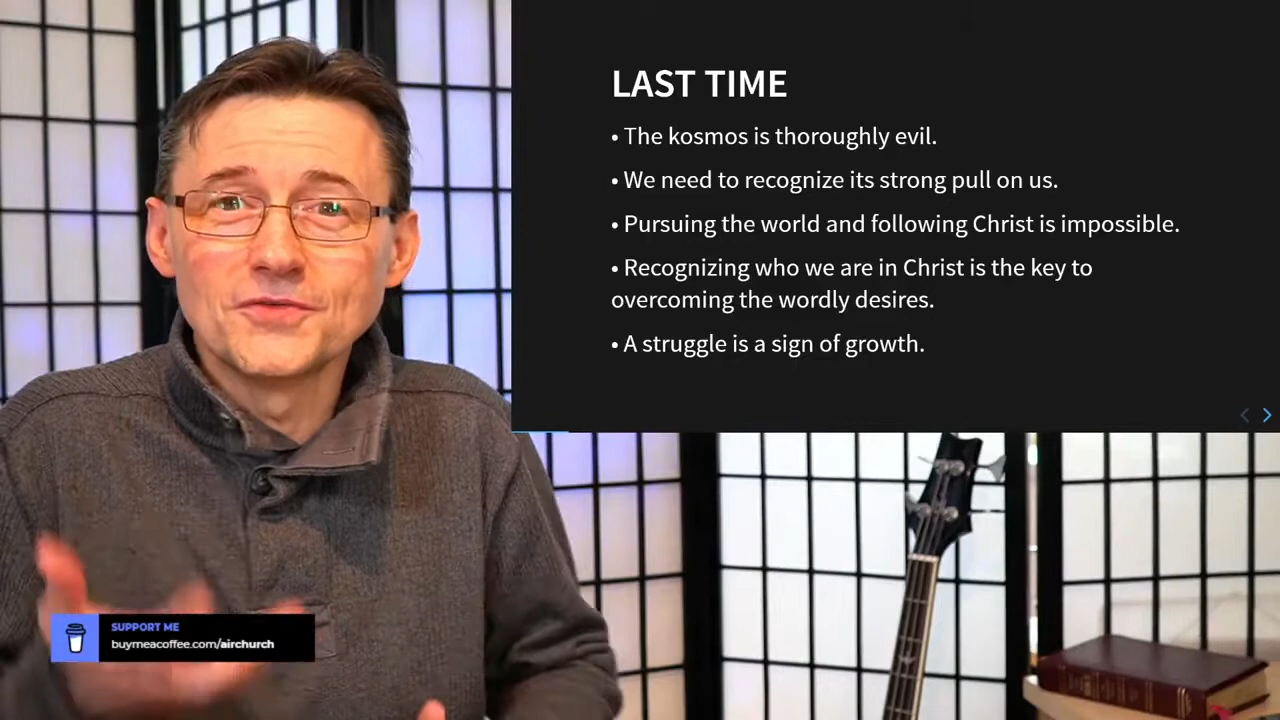 LAST TIME
• The kosmos is thoroughly evil.
• We need to recognize its strong pull on us.
• Pursuing the world and following Christ is impossible.
• Recognizing who we are in Christ is the key to
overcoming the wordly desires.
• A struggle is a sign of growth.
SUPPORT ME
buymeacoffee.com/airchurch